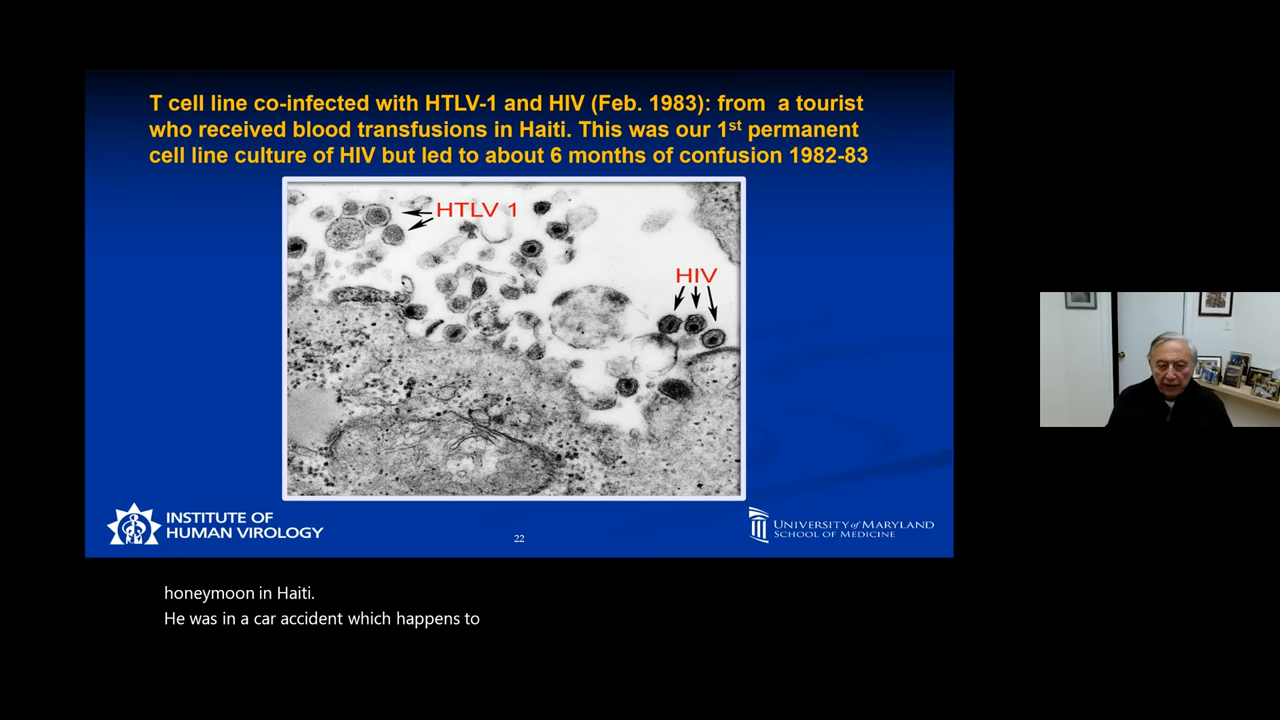 T cell line co-infected with HTLV-1 and HIV (Feb. 1983): from a tourist
who received blood transfusions in Haiti. This was our 1st permanent
cell line culture of HIV but led to about 6 months of confusion 1982-83
HTLV 1
HIV
INSTITUTE OF
HUMAN VIROLOGY
22
UNIVERSITY of MARYLAND
SCHOOL OF MEDICINE
honeymoon in Haiti.
He was in a car accident which happens to